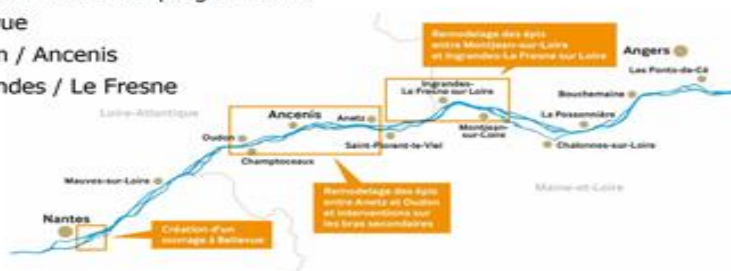 ue
n / Ancenis
ndes / Le Fresne
Remodelage des épis
entre Montjean-sur-Loire
et Ingrandes-Le Fresne sur Loire
Angers
Les Ponts-de-Cé
Ingrandes-
Le Fresne sur Loire
Bouchemaine
Loire-Atlantique
Ancenis
Anetz
La Possonnière
Oudon
Montjean-
sur-Loire
Saint-Florent-le-Viel
Chalonnes-sur-Loire
Champtoceaux
Mauves-sur-Loire
Remodelage des épis
entre Anetz et Oudon
et interventions sur
les bras secondaires
Maine-et-Loire
Nantes
Création d'un
ouvrage à Bellevue